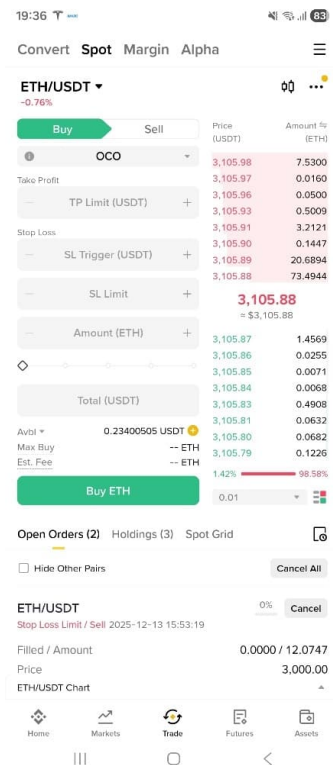 19:36
83
Convert Spot Margin Alpha
ETH/USDT
-0.76%
Buy
Sell
OCO
Take Profit
TP Limit (USDT)
Stop Loss
SL Trigger (USDT)
SL Limit
Amount (ETH)
Total (USDT)
Avbl 0.23400505 USDT
Max Buy -- ETH
Est. Fee -- ETH
Buy ETH
Price Amount
(USDT) (ETH)
3,105.98 7.5300
3,105.97 0.0160
3,105.96 0.0500
3,105.93 0.5009
3,105.91 3.2121
3,105.90 0.1447
3,105.89 20.6894
3,105.88 73.4944
3,105.88
≈ $3,105.88
3,105.87 1.4569
3,105.86 0.0255
3,105.85 0.0071
3,105.84 0.0068
3,105.83 0.4908
3,105.81 0.0632
3,105.80 0.0682
3,105.79 0.1226
1.42% 98.58%
0.01
Open Orders (2) Holdings (3) Spot Grid
Hide Other Pairs
Cancel All
ETH/USDT 0% Cancel
Stop Loss Limit / Sell 2025-12-13 15:53:19
Filled / Amount 0.0000 / 12.0747
Price 3,000.00
ETH/USDT Chart
Home Markets Trade Futures Assets